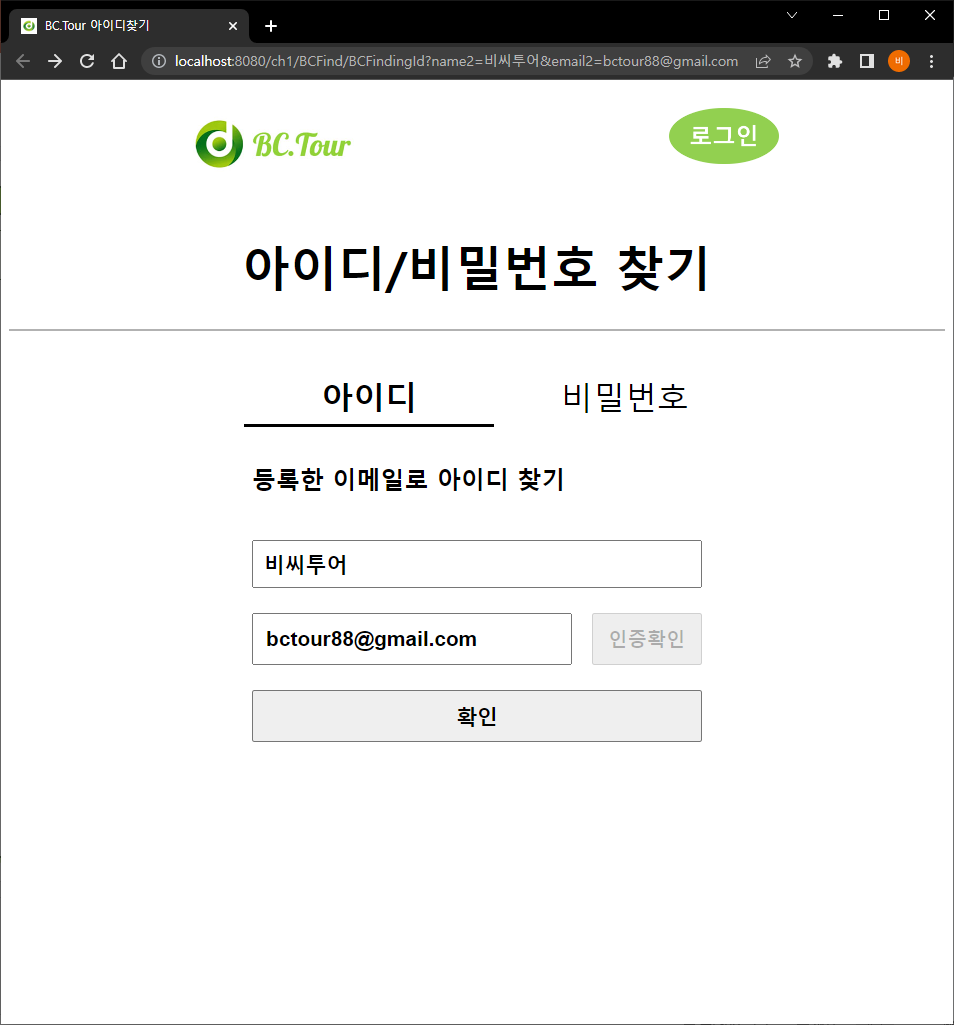 BC.Tour 아이디찾기
localhost:8080/ch1/BCFind/BCFindingId?name2=비씨투어&email2=bctour88@gmail.com
비
BC.Tour
로그인
아이디/비밀번호 찾기
아이디 비밀번호
등록한 이메일로 아이디 찾기
비씨투어
bctour88@gmail.com 인증확인
확인